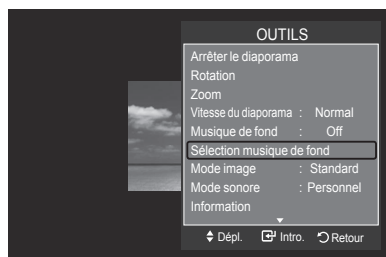 OUTILS
Arrêter le diaporama
Rotation
Zoom
Vitesse du diaporama : Normal
Musique de fond : Off
Sélection musique de fond
Mode image : Standard
Mode sonore : Personnel
Information
Dépl. Intro. Retour